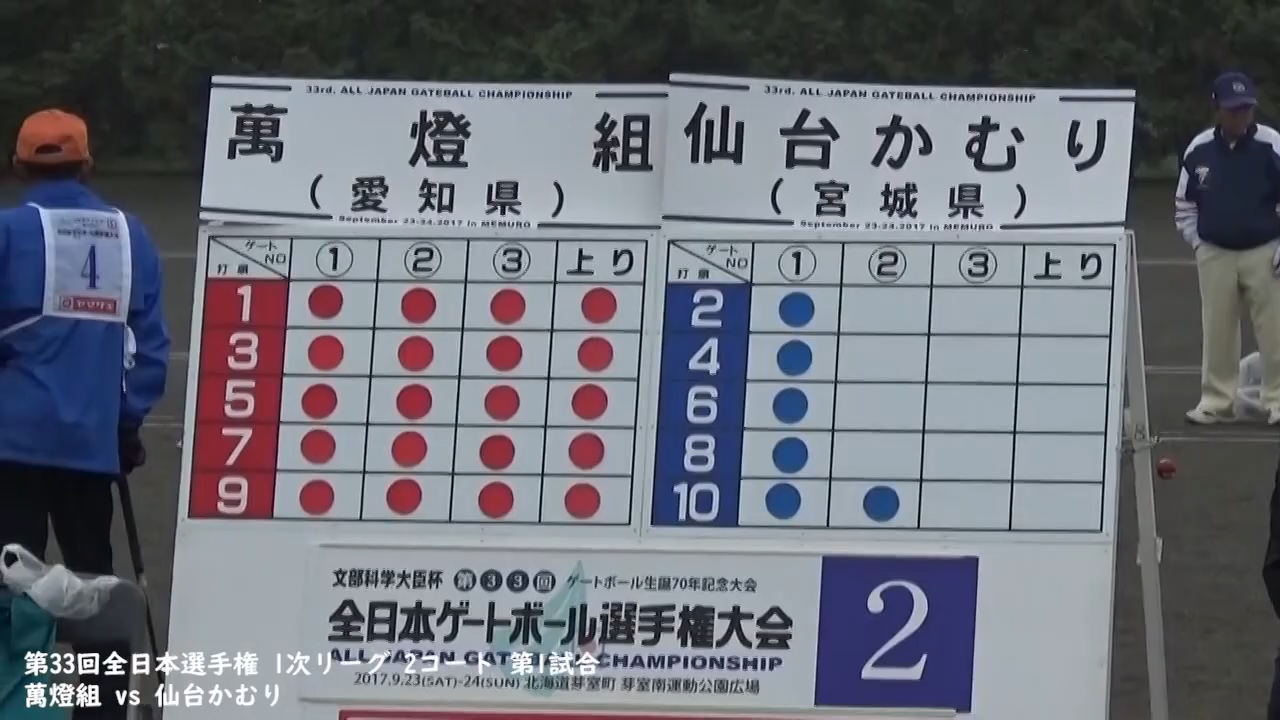 33rd. ALL JAPAN GATEBALL CHAMPIONSHIP
萬 燈 組
(愛知県)
September 23-24.2017 in MEMURO
33rd. ALL JAPAN GATEBALL CHAMPIONSHIP
仙台かむり
(宮城県)
September 23-24.2017 in MEMURO
ゲート NO 打順 ① ② ③ 上り
1
3
5
7
9
ゲート NO 打順 ① ② ③ 上り
2
4
6
8
10
4
文部科学大臣杯 第33回 ゲートボール生誕70年記念大会
全日本ゲートボール選手権大会
ALL JAPAN GATEBALL CHAMPIONSHIP
2017.9.23(SAT)-24(SUN) 北海道芽室町 芽室南運動公園広場
2
第33回全日本選手権 1次リーグ 2コート 第1試合
萬燈組 vs 仙台かむり